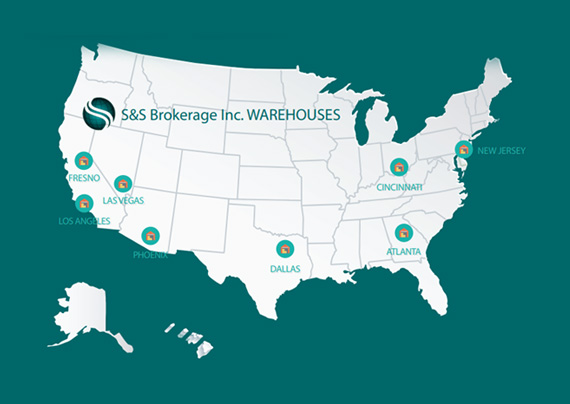 S&S Brokerage Inc. WAREHOUSES
NEW JERSEY
FRESNO
CINCINNATI
LAS VEGAS
LOS ANGELES
PHOENIX
ATLANTA
DALLAS